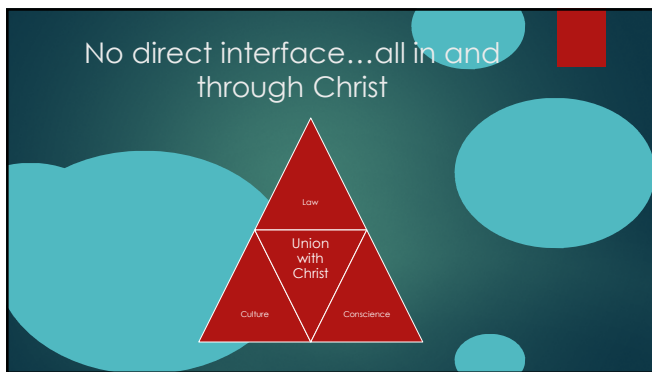 No direct interface…all in and
through Christ
Law
Union
with
Christ
Culture
Conscience